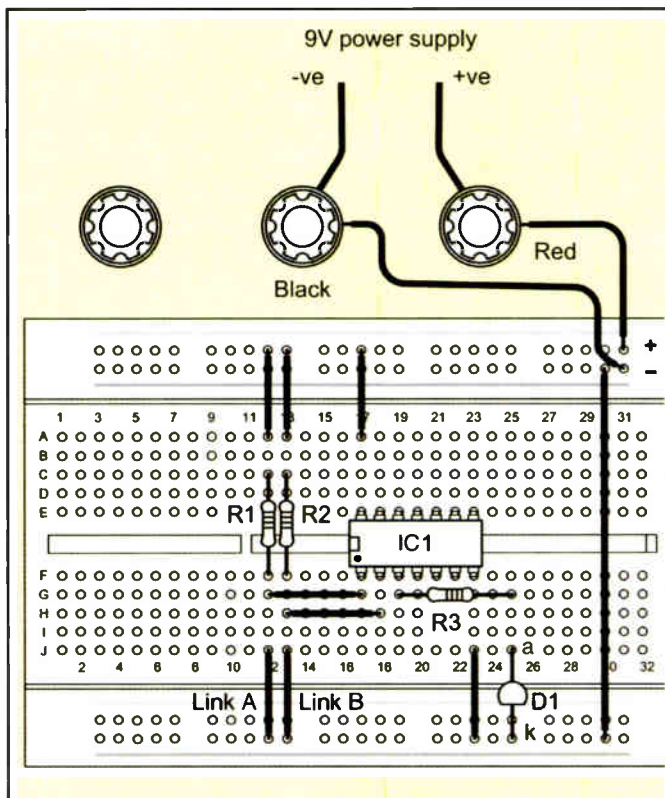 9V power supply
-ve
+ve
Red
Black
+
–
1 3 5 7 9 11 13 15 17 19 21 23 25 27 29 31
A
B
C
D
E
R1 R2
IC1
F
G
H
R3
I
J
a
2 4 6 8 10 12 14 16 18 20 22 24 26 28 30 32
Link A
Link B
D1
k